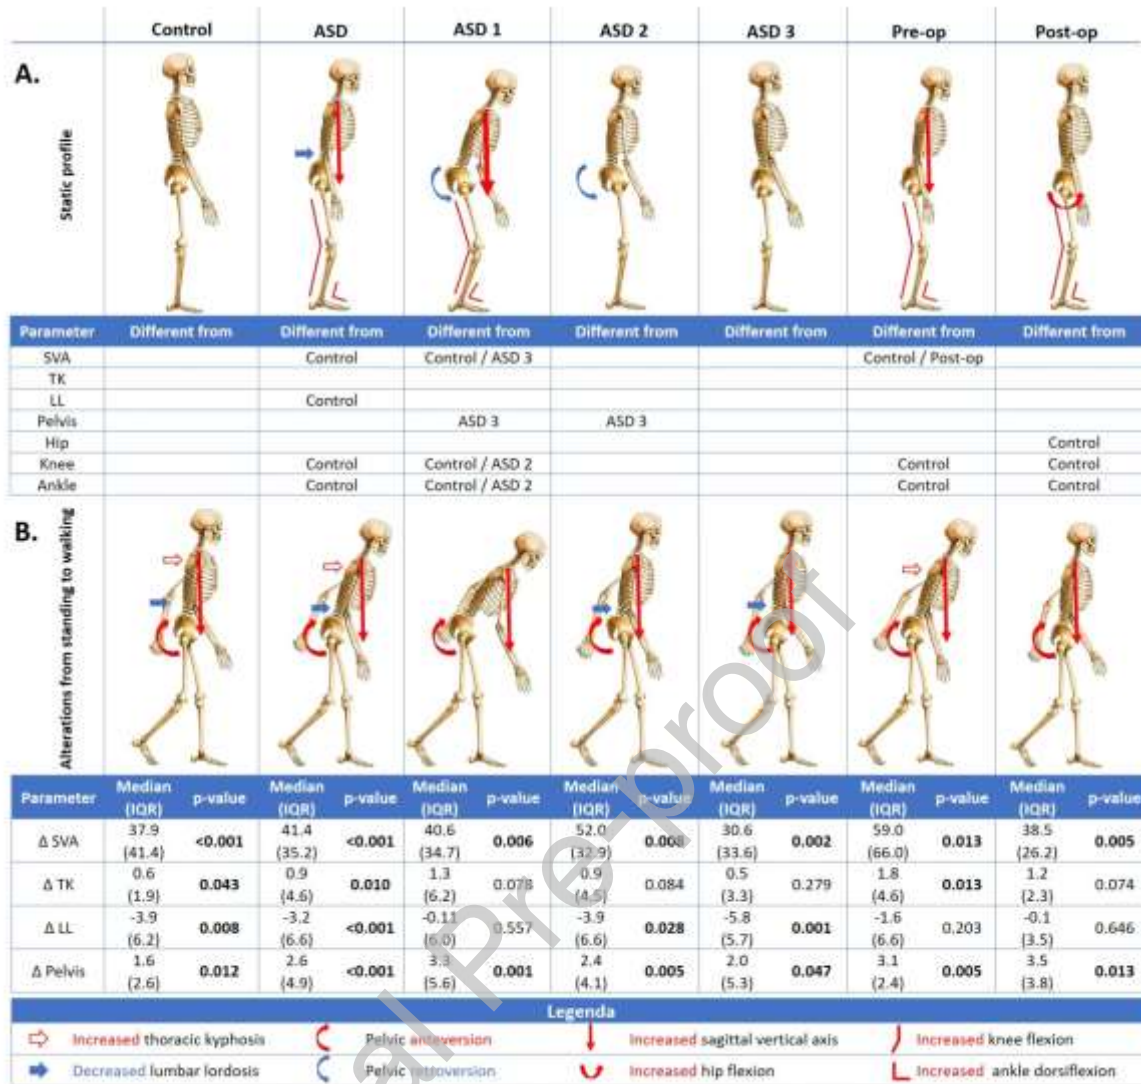 Control ASD ASD 1 ASD 2 ASD 3 Pre-op Post-op
A.
Static profile
Parameter Different from Different from Different from Different from Different from Different from Different from
SVA Control Control / ASD 3 Control / Post-op
TK
LL Control
Pelvis ASD 3 ASD 3
Hip Control
Knee Control Control / ASD 2 Control Control
Ankle Control Control / ASD 2 Control Control
B.
Alterations from standing to walking
Parameter Median (IQR) p-value Median (IQR) p-value Median (IQR) p-value Median (IQR) p-value Median (IQR) p-value Median (IQR) p-value Median (IQR) p-value
Δ SVA 37.9 (41.4) <0.001 41.4 (35.2) <0.001 40.6 (34.7) 0.006 52.0 (32.9) 0.008 30.6 (33.6) 0.002 59.0 (66.0) 0.013 38.5 (26.2) 0.005
Δ TK 0.6 (1.9) 0.043 0.9 (4.6) 0.010 1.3 (6.2) 0.078 0.9 (4.5) 0.084 0.5 (3.3) 0.279 1.8 (4.6) 0.013 1.2 (2.3) 0.074
Δ LL -3.9 (6.2) 0.008 -3.2 (6.6) <0.001 -0.11 (6.0) 0.557 -3.9 (6.6) 0.028 -5.8 (5.7) 0.001 -1.6 (6.6) 0.203 -0.1 (3.5) 0.646
Δ Pelvis 1.6 (2.6) 0.012 2.6 (4.9) <0.001 3.3 (5.6) 0.001 2.4 (4.1) 0.005 2.0 (5.3) 0.047 3.1 (2.4) 0.005 3.5 (3.8) 0.013
Legenda
Increased thoracic kyphosis Pelvic anteversion Increased sagittal vertical axis Increased knee flexion
Decreased lumbar lordosis Pelvic retroversion Increased hip flexion Increased ankle dorsiflexion
al Pre-proof